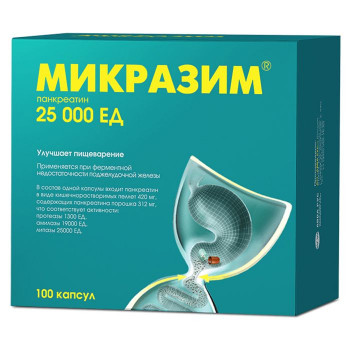 МИКРАЗИМ®
панкреатин
25 000 ЕД
Улучшает пищеварение
Применяется при ферментной
недостаточности поджелудочной железы
В состав одной капсулы входит панкреатин
в виде кишечнорастворимых пеллет 420 мг,
содержащих панкреатина порошка 312 мг,
что соответствует активности:
протеазы 1300 ЕД,
амилазы 19000 ЕД,
липазы 25000 ЕД.
100 капсул